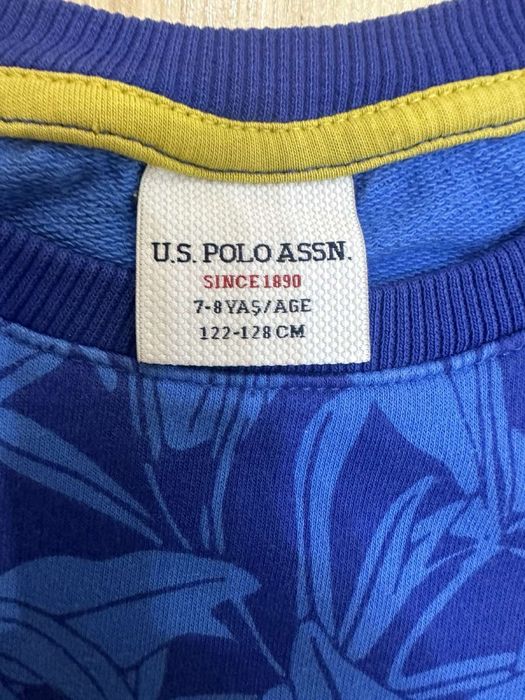 U.S. POLO ASSN.
SINCE 1890
7-8 YAŞ/AGE
122-128 CM